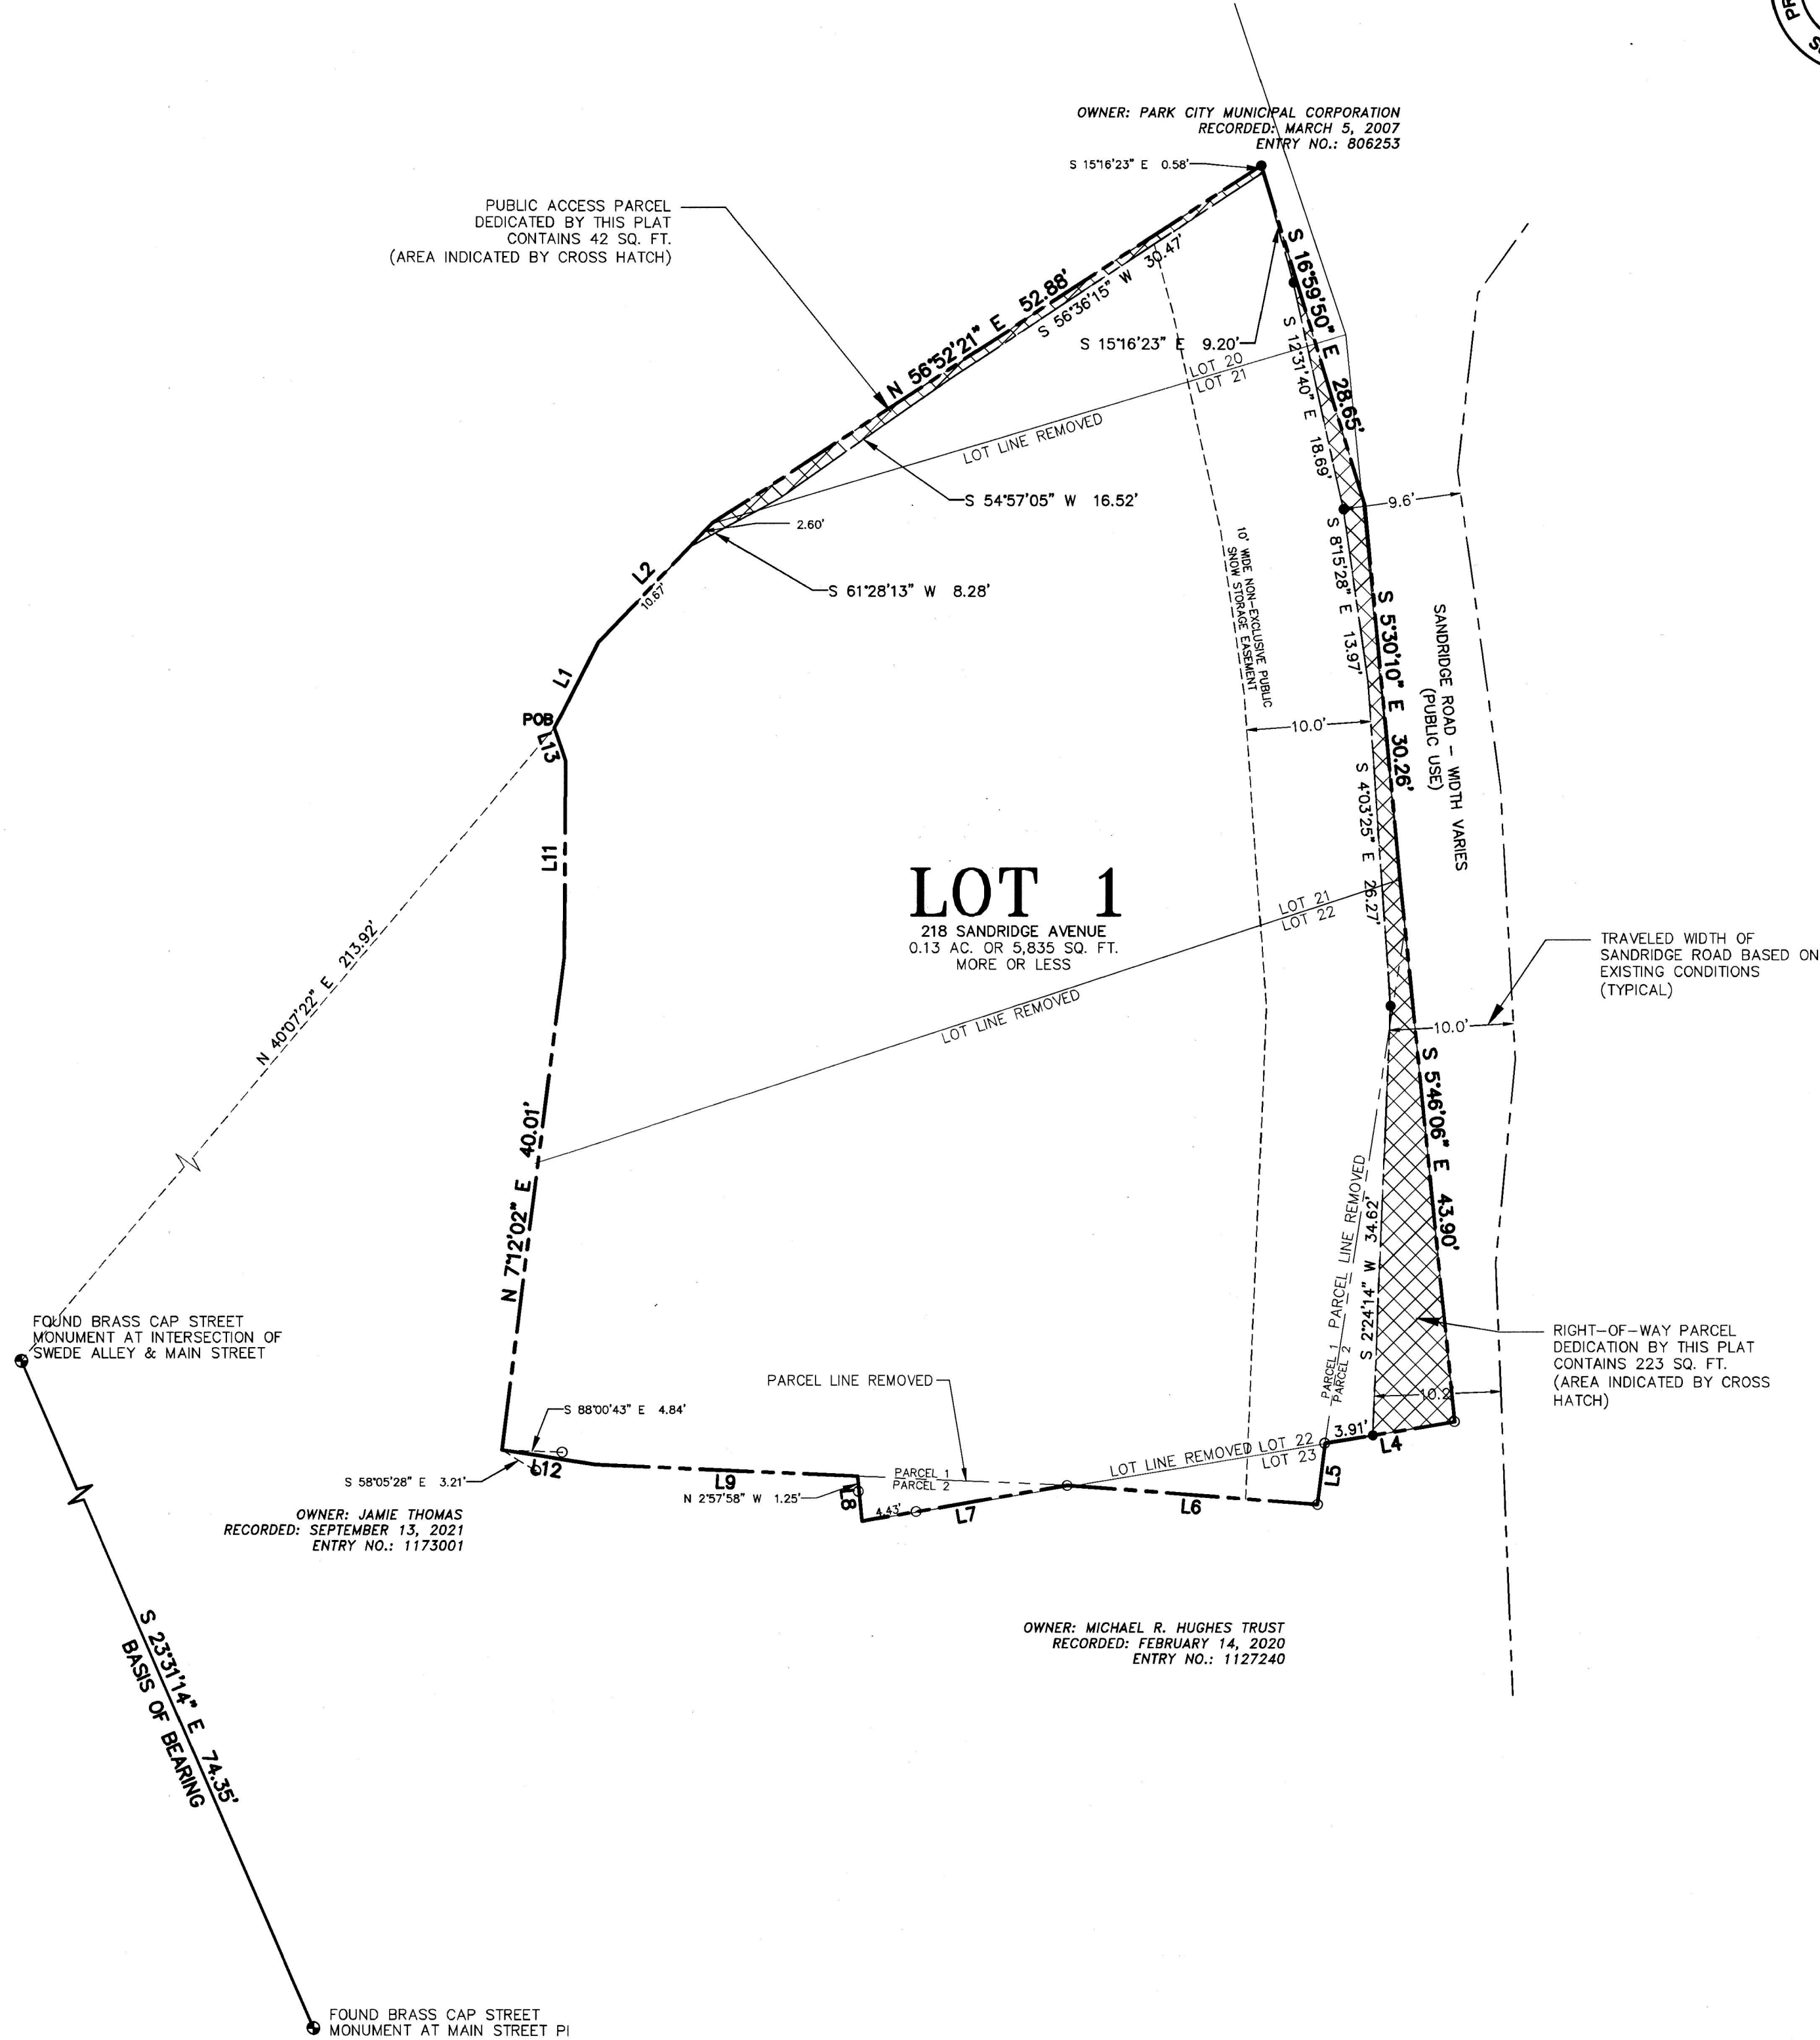 PR
S
OWNER: PARK CITY MUNICIPAL CORPORATION
RECORDED: MARCH 5, 2007
ENTRY NO.: 806253
S 15°16'23" E 0.58'
PUBLIC ACCESS PARCEL
DEDICATED BY THIS PLAT
CONTAINS 42 SQ. FT.
(AREA INDICATED BY CROSS HATCH)
N 56°52'21" E 52.88'
S 56°36'15" W 30.47'
S 16°59'50" E 28.65'
S 15°16'23" E 9.20'
S 12°31'40" E 18.69'
LOT 20
LOT 21
LOT LINE REMOVED
S 54°57'05" W 16.52'
9.6'
2.60'
S 61°28'13" W 8.28'
L2
10.67'
S 8°15'28" E 13.97'
10' WIDE NON-EXCLUSIVE PUBLIC
SNOW STORAGE EASEMENT
S 5°30'10" E 30.26'
SANDRIDGE ROAD - WIDTH VARIES
(PUBLIC USE)
L1
POB
L13
10.0'
S 4°03'25" E 26.27'
L11
LOT 1
218 SANDRIDGE AVENUE
0.13 AC. OR 5,835 SQ. FT.
MORE OR LESS
LOT 21
LOT 22
LOT LINE REMOVED
TRAVELED WIDTH OF
SANDRIDGE ROAD BASED ON
EXISTING CONDITIONS
(TYPICAL)
N 40°07'22" E 213.92'
10.0'
S 5°46'06" E 43.90'
N 7°12'02" E 40.01'
PARCEL 1 PARCEL LINE REMOVED
PARCEL 2
S 2°24'14" W 34.62'
FOUND BRASS CAP STREET
MONUMENT AT INTERSECTION OF
SWEDE ALLEY & MAIN STREET
RIGHT-OF-WAY PARCEL
DEDICATION BY THIS PLAT
CONTAINS 223 SQ. FT.
(AREA INDICATED BY CROSS
HATCH)
PARCEL LINE REMOVED
10.2'
S 88°00'43" E 4.84'
3.91'
L4
LOT LINE REMOVED LOT 22
LOT 23
L12
S 58°05'28" E 3.21'
L9
PARCEL 1
PARCEL 2
L5
N 2°57'58" W 1.25'
L8
4.43'
L7
L6
OWNER: JAMIE THOMAS
RECORDED: SEPTEMBER 13, 2021
ENTRY NO.: 1173001
OWNER: MICHAEL R. HUGHES TRUST
RECORDED: FEBRUARY 14, 2020
ENTRY NO.: 1127240
S 23°31'14" E 74.35'
BASIS OF BEARING
FOUND BRASS CAP STREET
MONUMENT AT MAIN STREET PI